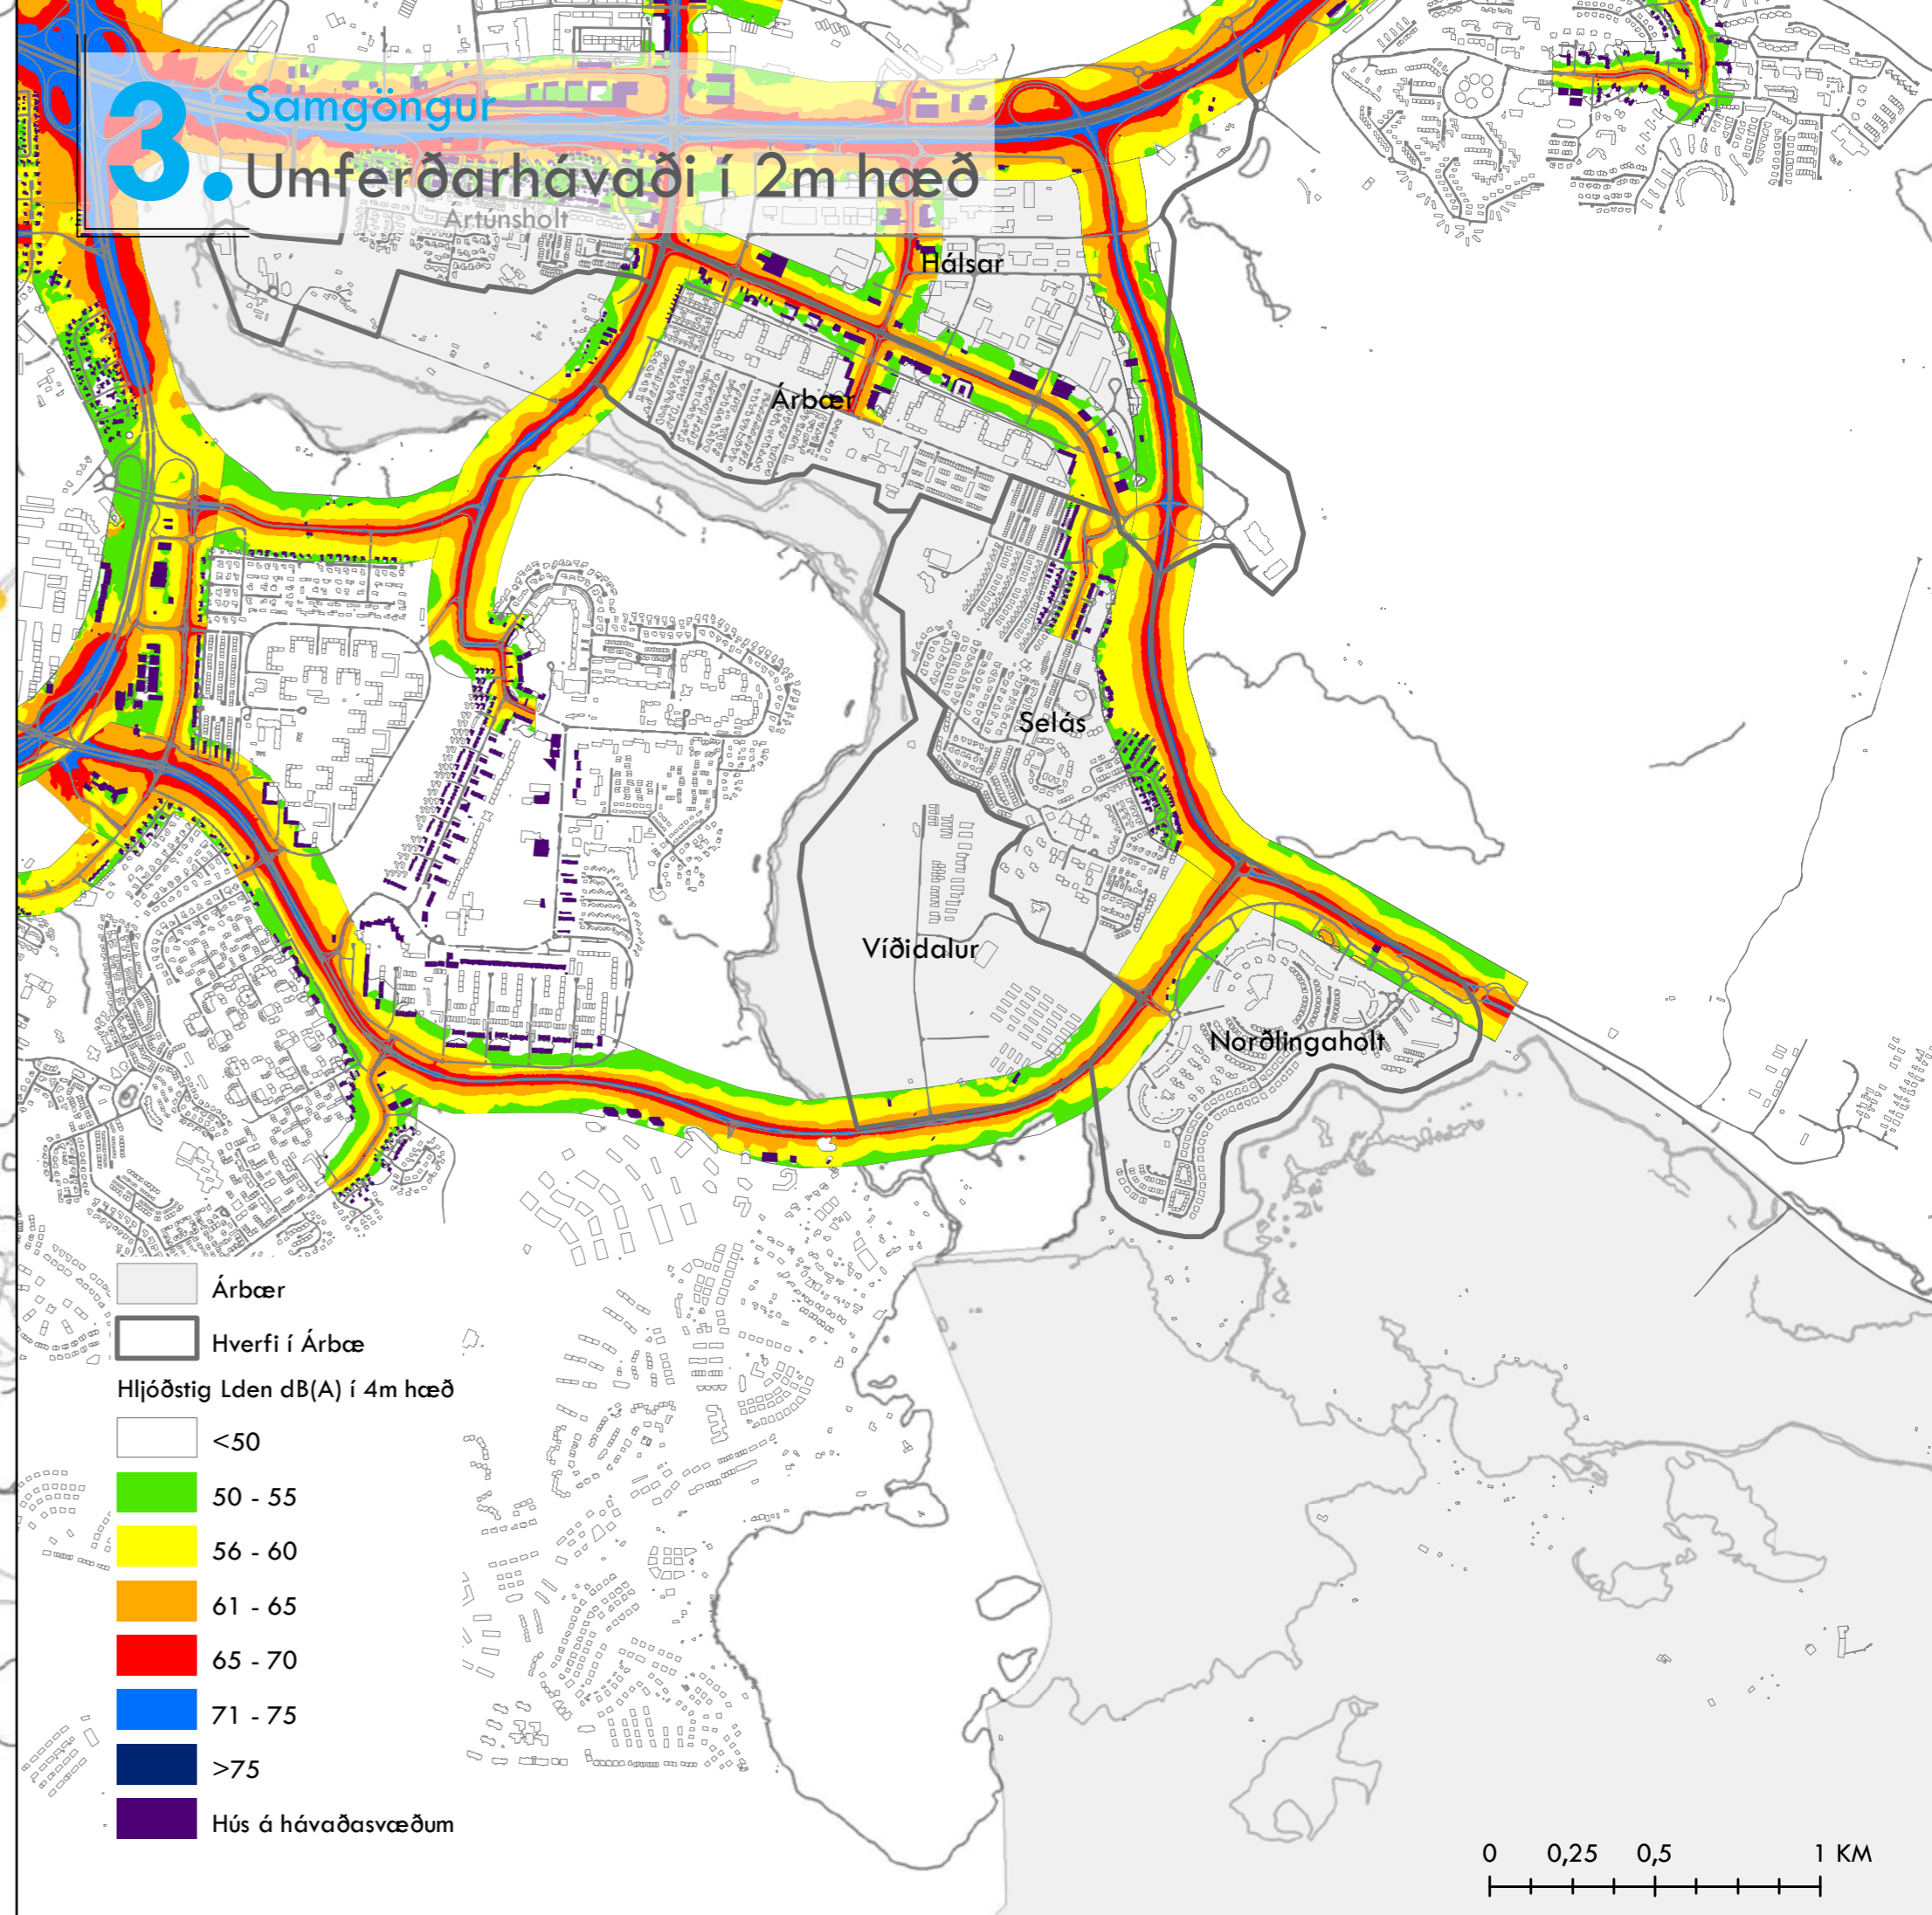 3.
Samgöngur
Umferðarhávaði í 2m hæð
Ártúnsholt
Hálsar
Árbær
Selás
Víðidalur
Norðlingaholt
Árbær
Hverfi í Árbæ
Hljóðstig Lden dB(A) í 4m hæð
<50
50 - 55
56 - 60
61 - 65
65 - 70
71 - 75
>75
Hús á hávaðasvæðum
0 0,25 0,5 1 KM